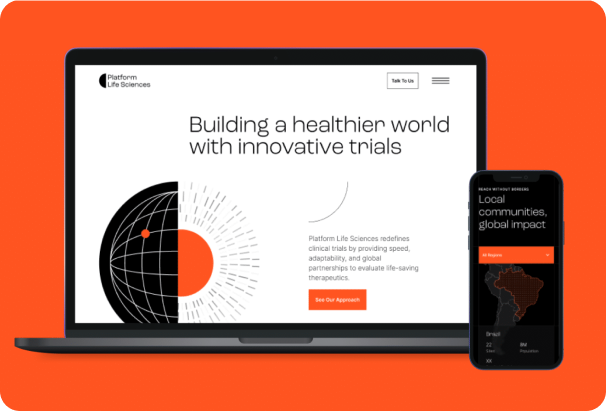 Platform
Life Sciences
Talk To Us
Building a healthier world
with innovative trials
Platform Life Sciences redefines
clinical trials by providing speed,
adaptability, and global
partnerships to evaluate life-saving
therapeutics.
See Our Approach
REACH WITHOUT BORDERS
Local
communities,
global impact
All Regions
Brazil
22 9M
Sites Population
XX